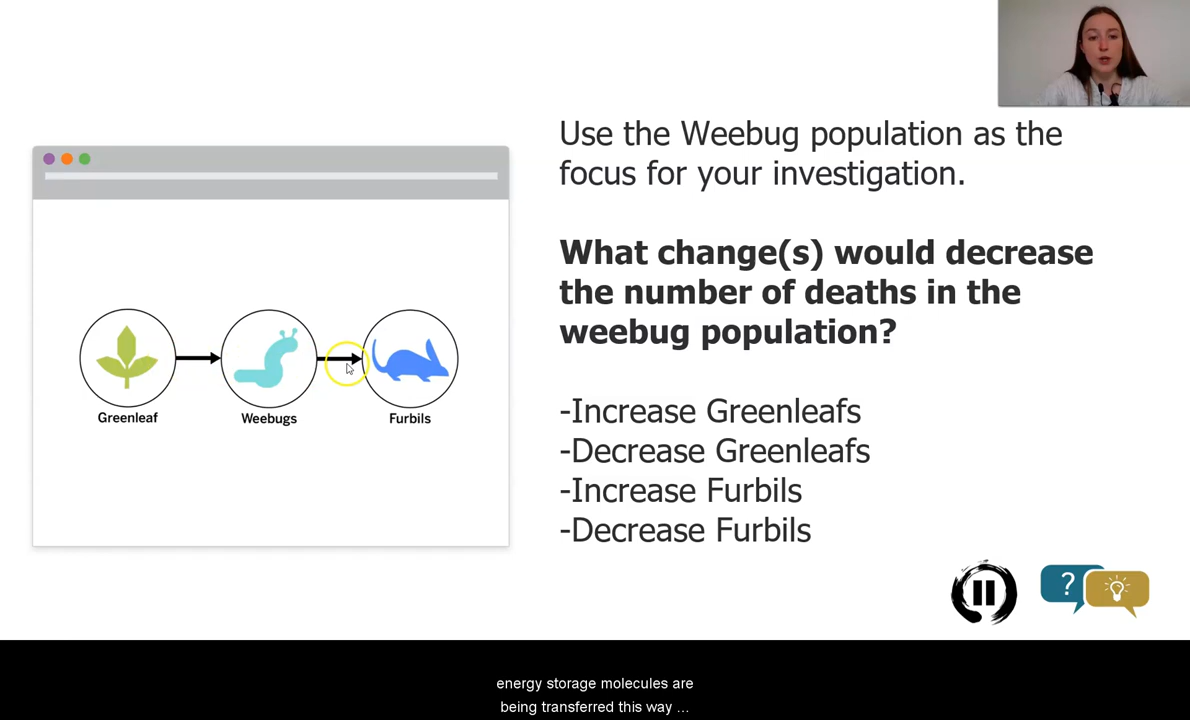 Use the Weebug population as the
focus for your investigation.
What change(s) would decrease
the number of deaths in the
weebug population?
-Increase Greenleafs
-Decrease Greenleafs
-Increase Furbils
-Decrease Furbils
Greenleaf
Weebugs
Furbils
?
energy storage molecules are
being transferred this way ...